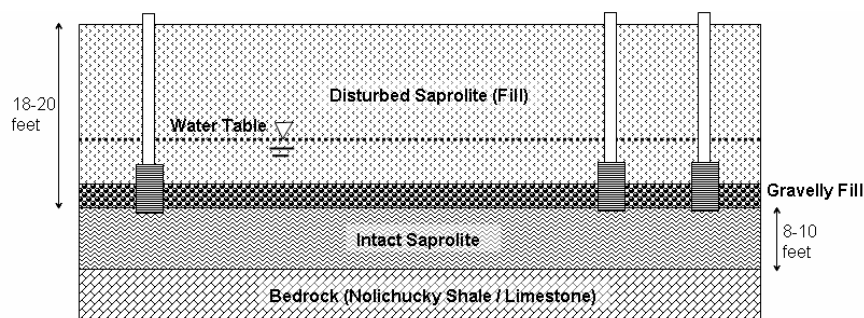 18-20
feet
Disturbed Saprolite (Fill)
Water Table
Gravelly Fill
Intact Saprolite
8-10
feet
Bedrock (Nolichucky Shale / Limestone)